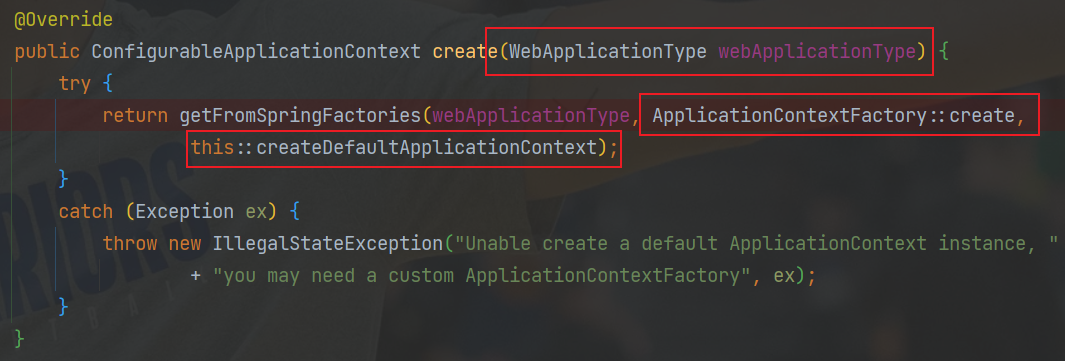 @Override
public ConfigurableApplicationContext create(WebApplicationType webApplicationType) {
try {
return getFromSpringFactories(webApplicationType, ApplicationContextFactory::create,
this::createDefaultApplicationContext);
}
catch (Exception ex) {
throw new IllegalStateException("Unable create a default ApplicationContext instance, "
+ "you may need a custom ApplicationContextFactory", ex);
}
}